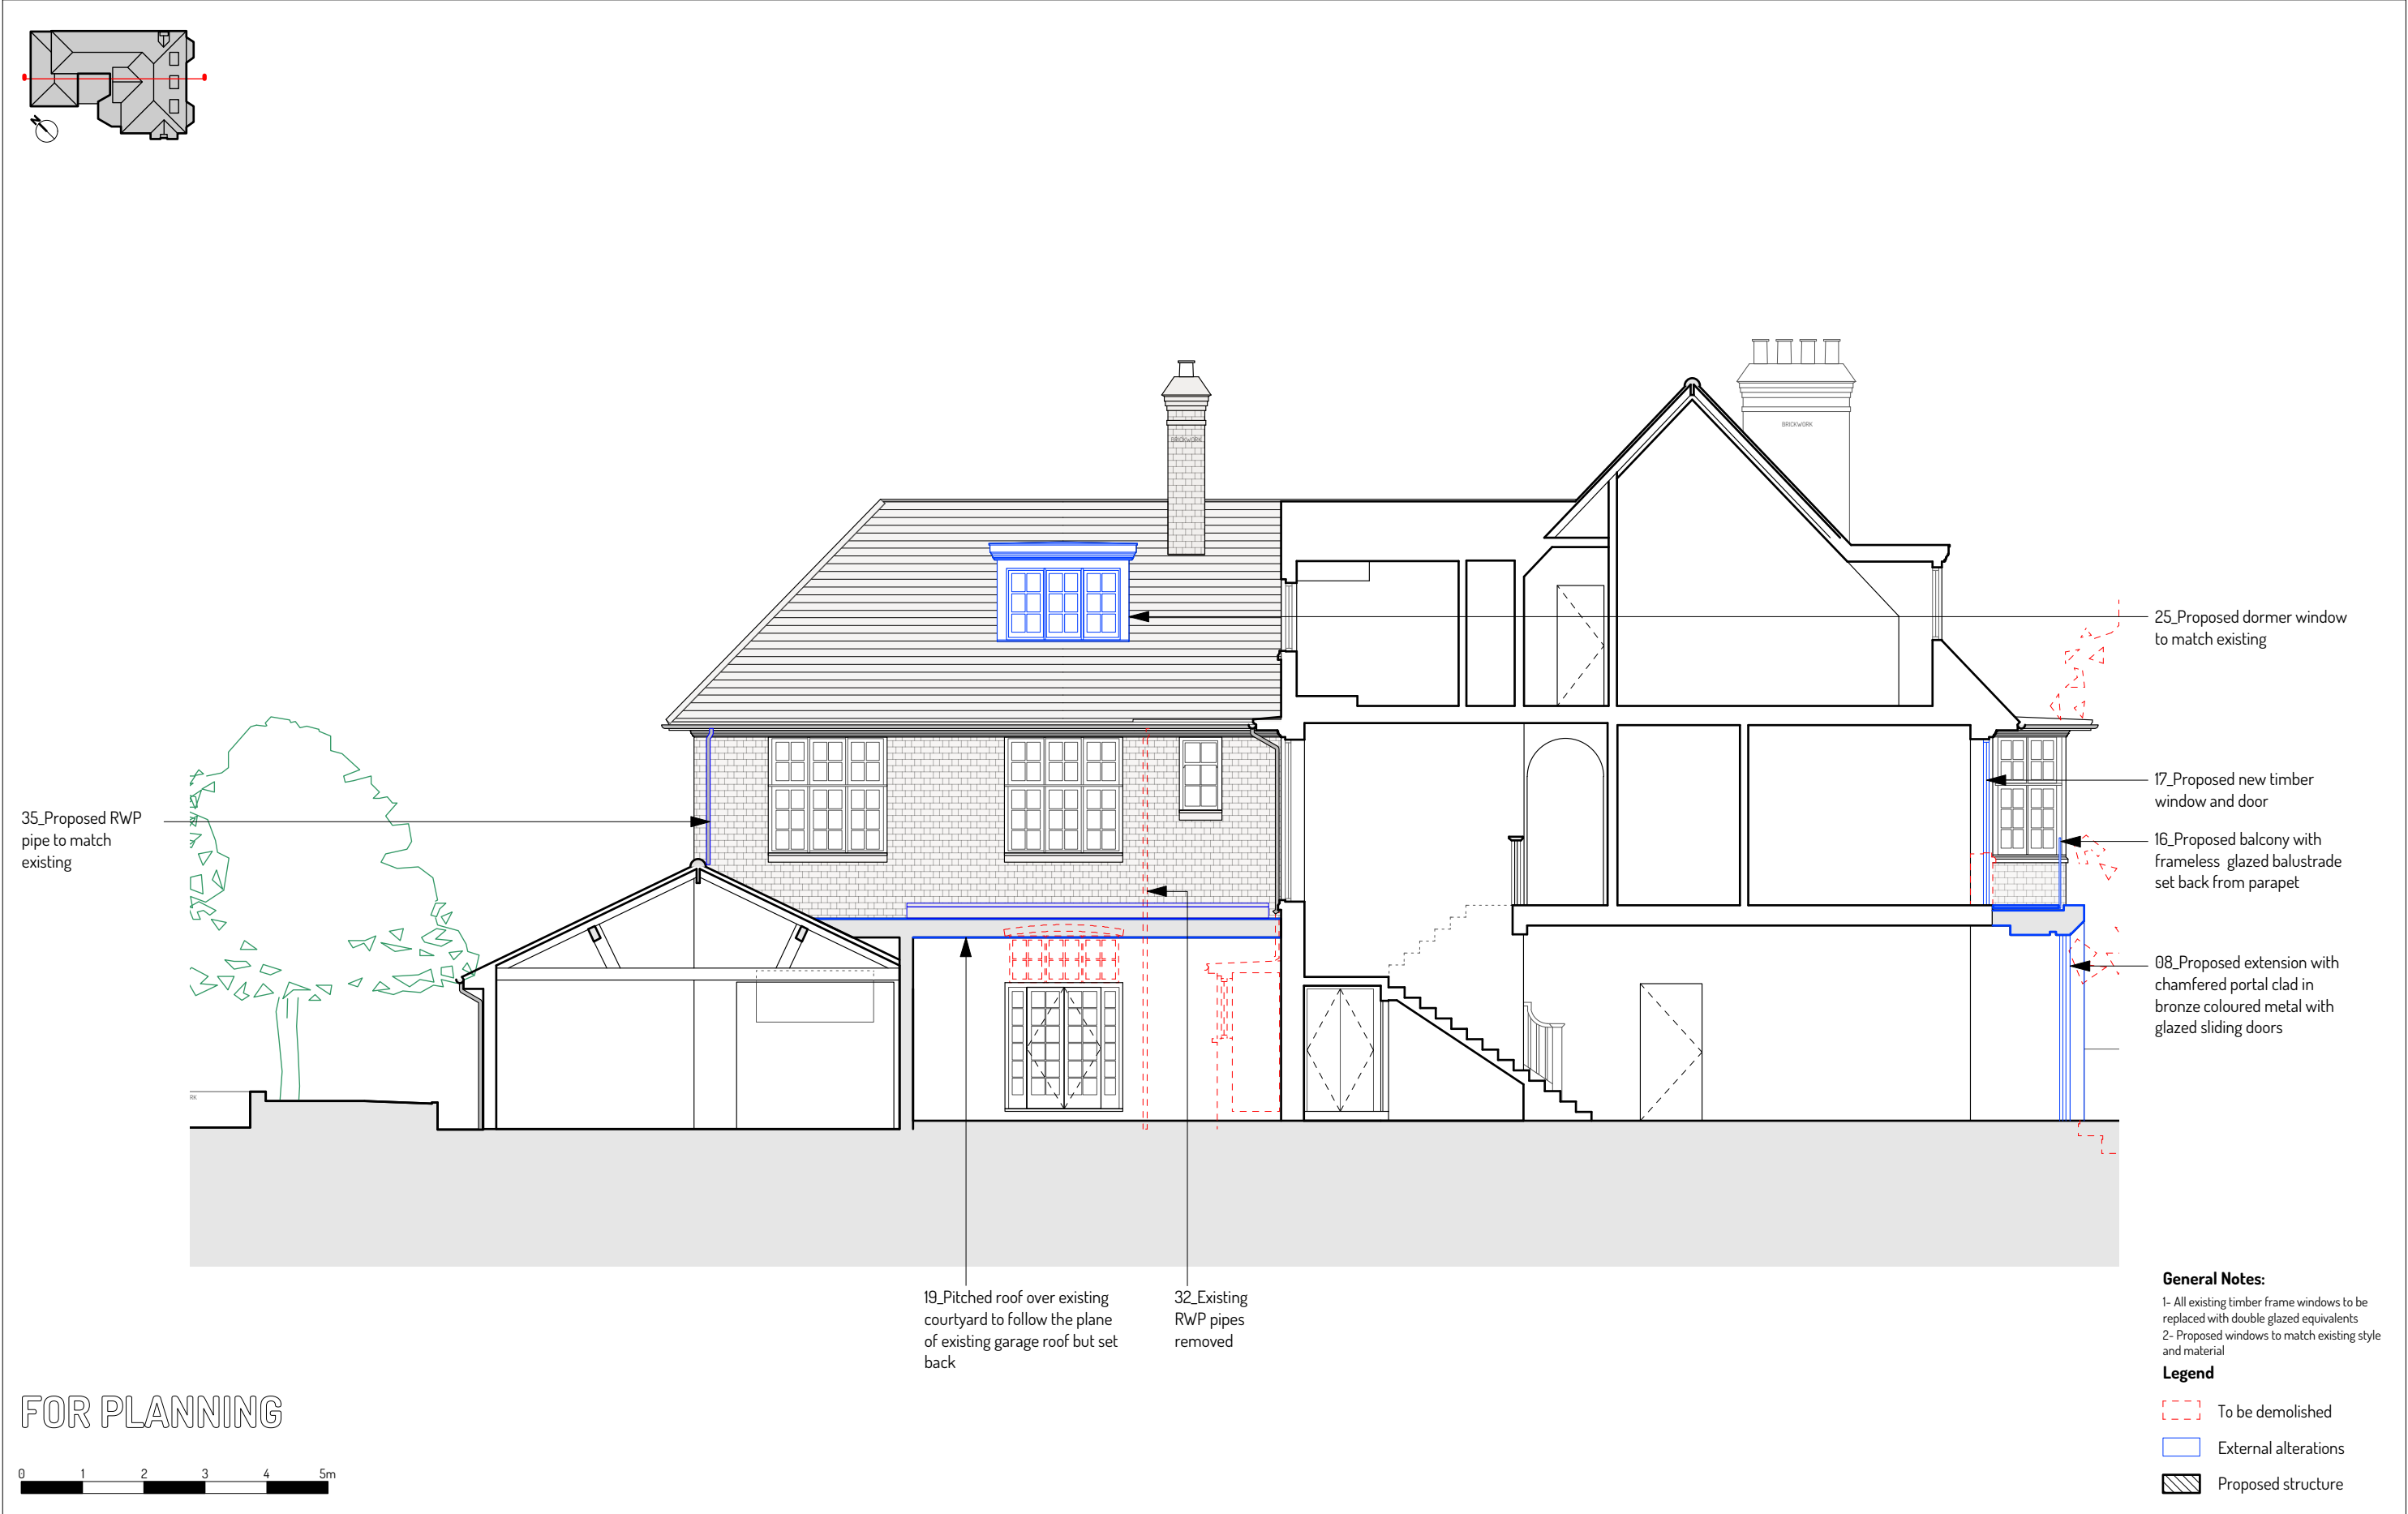 N
BRICKWORK
BRICKWORK
25_Proposed dormer window
to match existing
17_Proposed new timber
window and door
16_Proposed balcony with
frameless glazed balustrade
set back from parapet
08_Proposed extension with
chamfered portal clad in
bronze coloured metal with
glazed sliding doors
35_Proposed RWP
pipe to match
existing
RK
19_Pitched roof over existing
courtyard to follow the plane
of existing garage roof but set
back
32_Existing
RWP pipes
removed
General Notes:
1- All existing timber frame windows to be
replaced with double glazed equivalents
2- Proposed windows to match existing style
and material
Legend
To be demolished
External alterations
Proposed structure
FOR PLANNING
0 1 2 3 4 5m